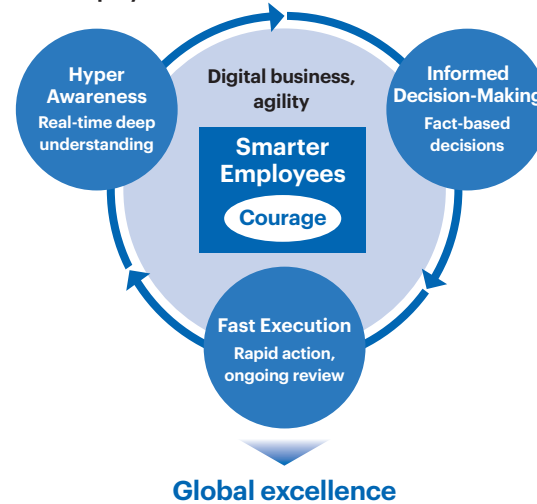 Hyper
Awareness
Real-time deep
understanding
Digital business,
agility
Informed
Decision-Making
Fact-based
decisions
Smarter
Employees
Courage
Fast Execution
Rapid action,
ongoing review
Global excellence